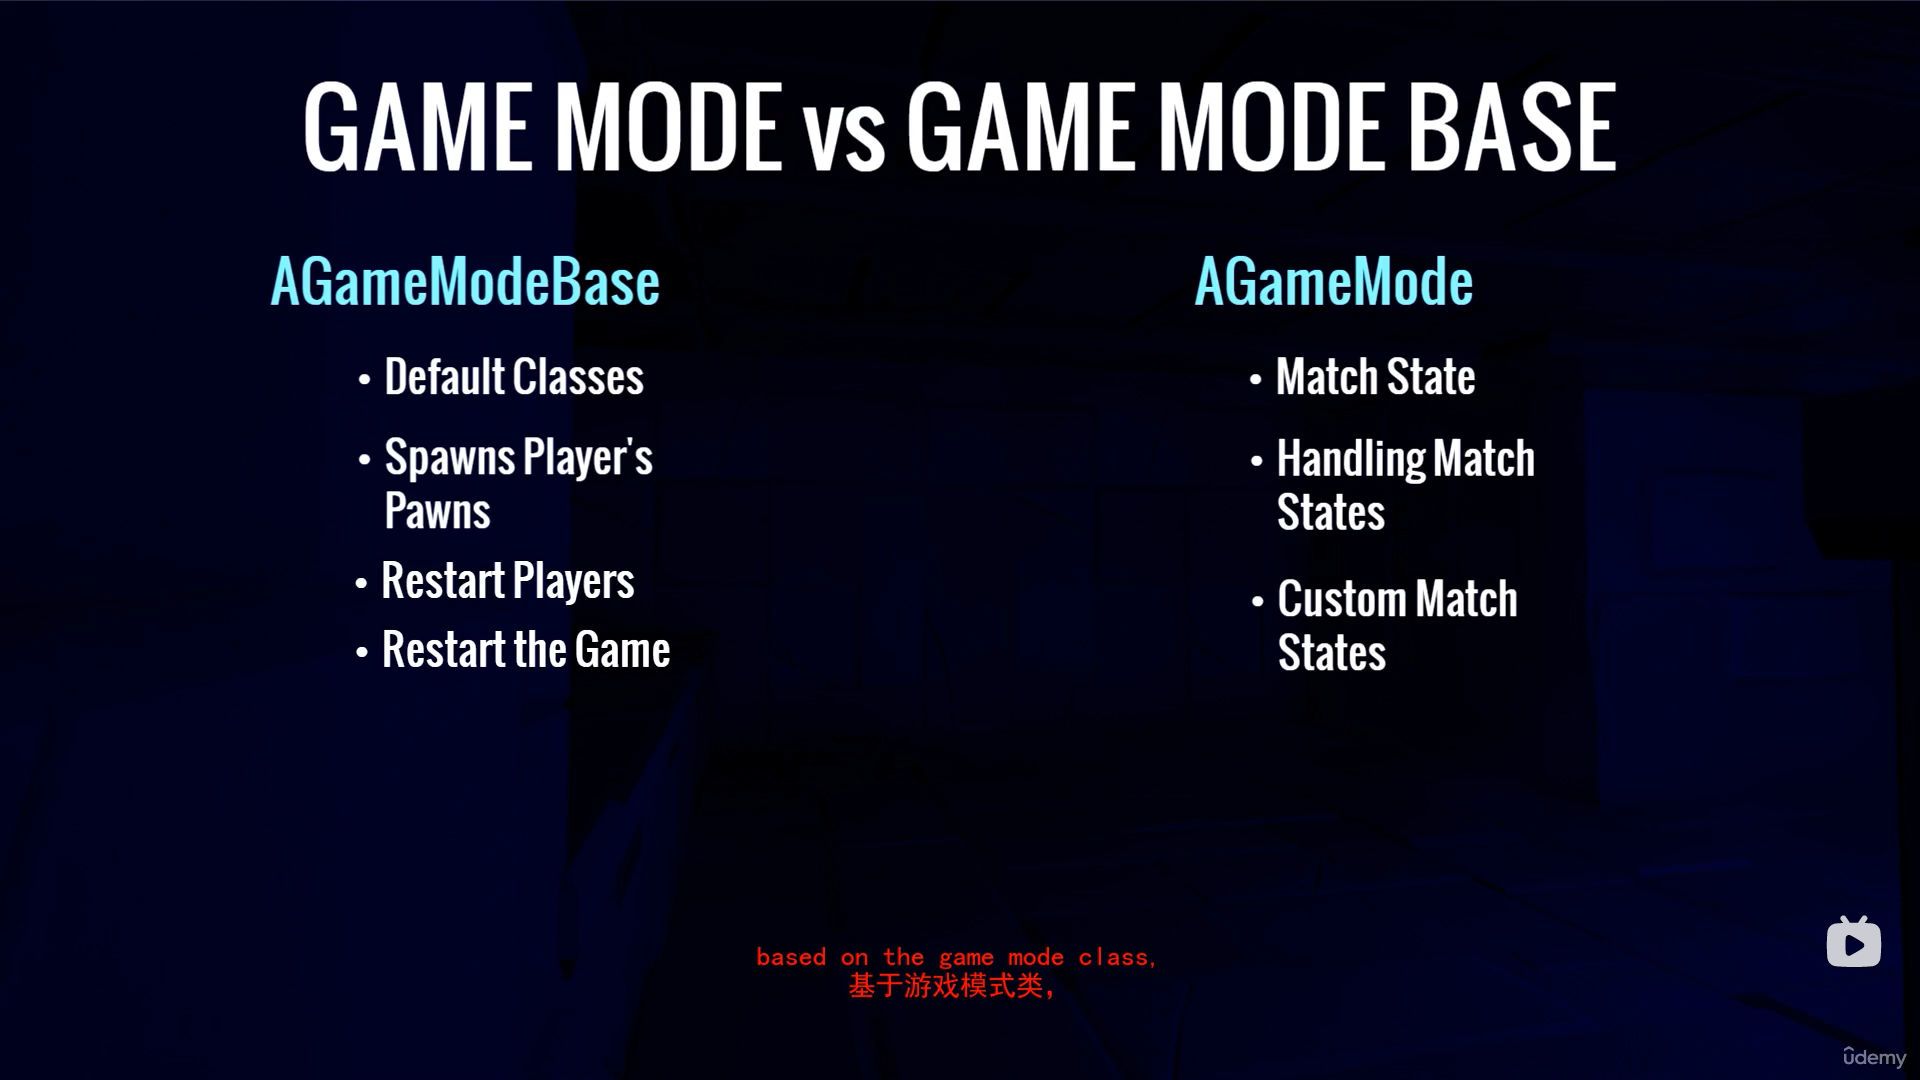 GAME MODE vs GAME MODE BASE
AGameModeBase
• Default Classes
• Spawns Player's
Pawns
• Restart Players
• Restart the Game
AGameMode
• Match State
• Handling Match
States
• Custom Match
States
based on the game mode class,
基于游戏模式类，
ûdemy